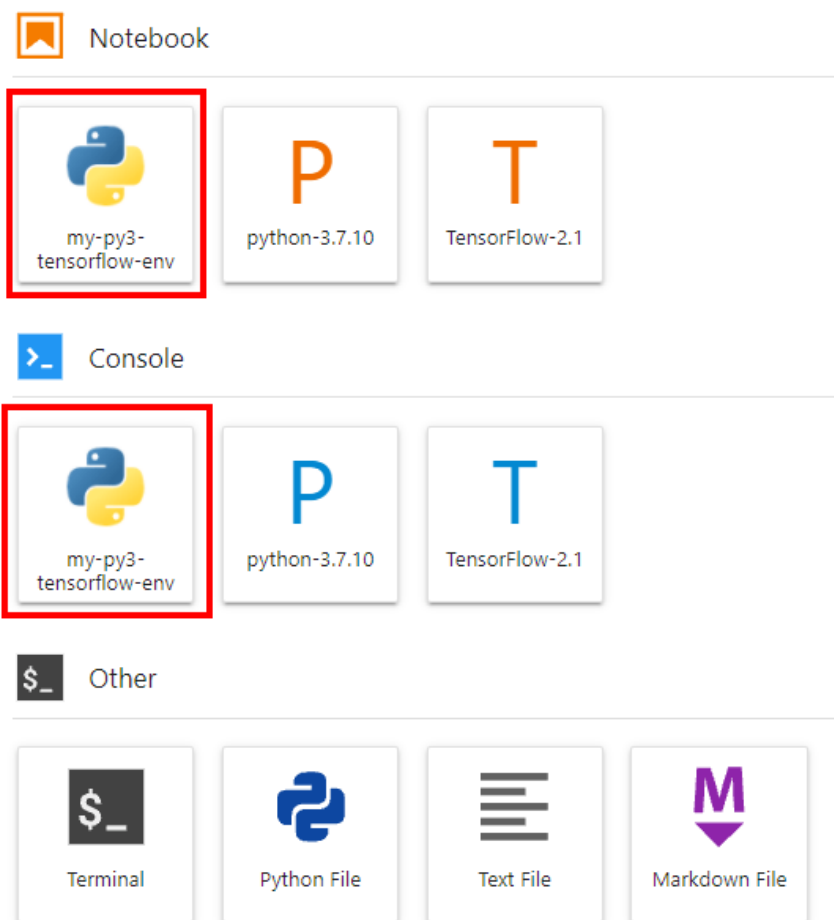 Notebook
P
T
my-py3-
tensorflow-env
python-3.7.10
TensorFlow-2.1
>_
Console
P
T
my-py3-
tensorflow-env
python-3.7.10
TensorFlow-2.1
$_
Other
$_
M
Terminal
Python File
Text File
Markdown File